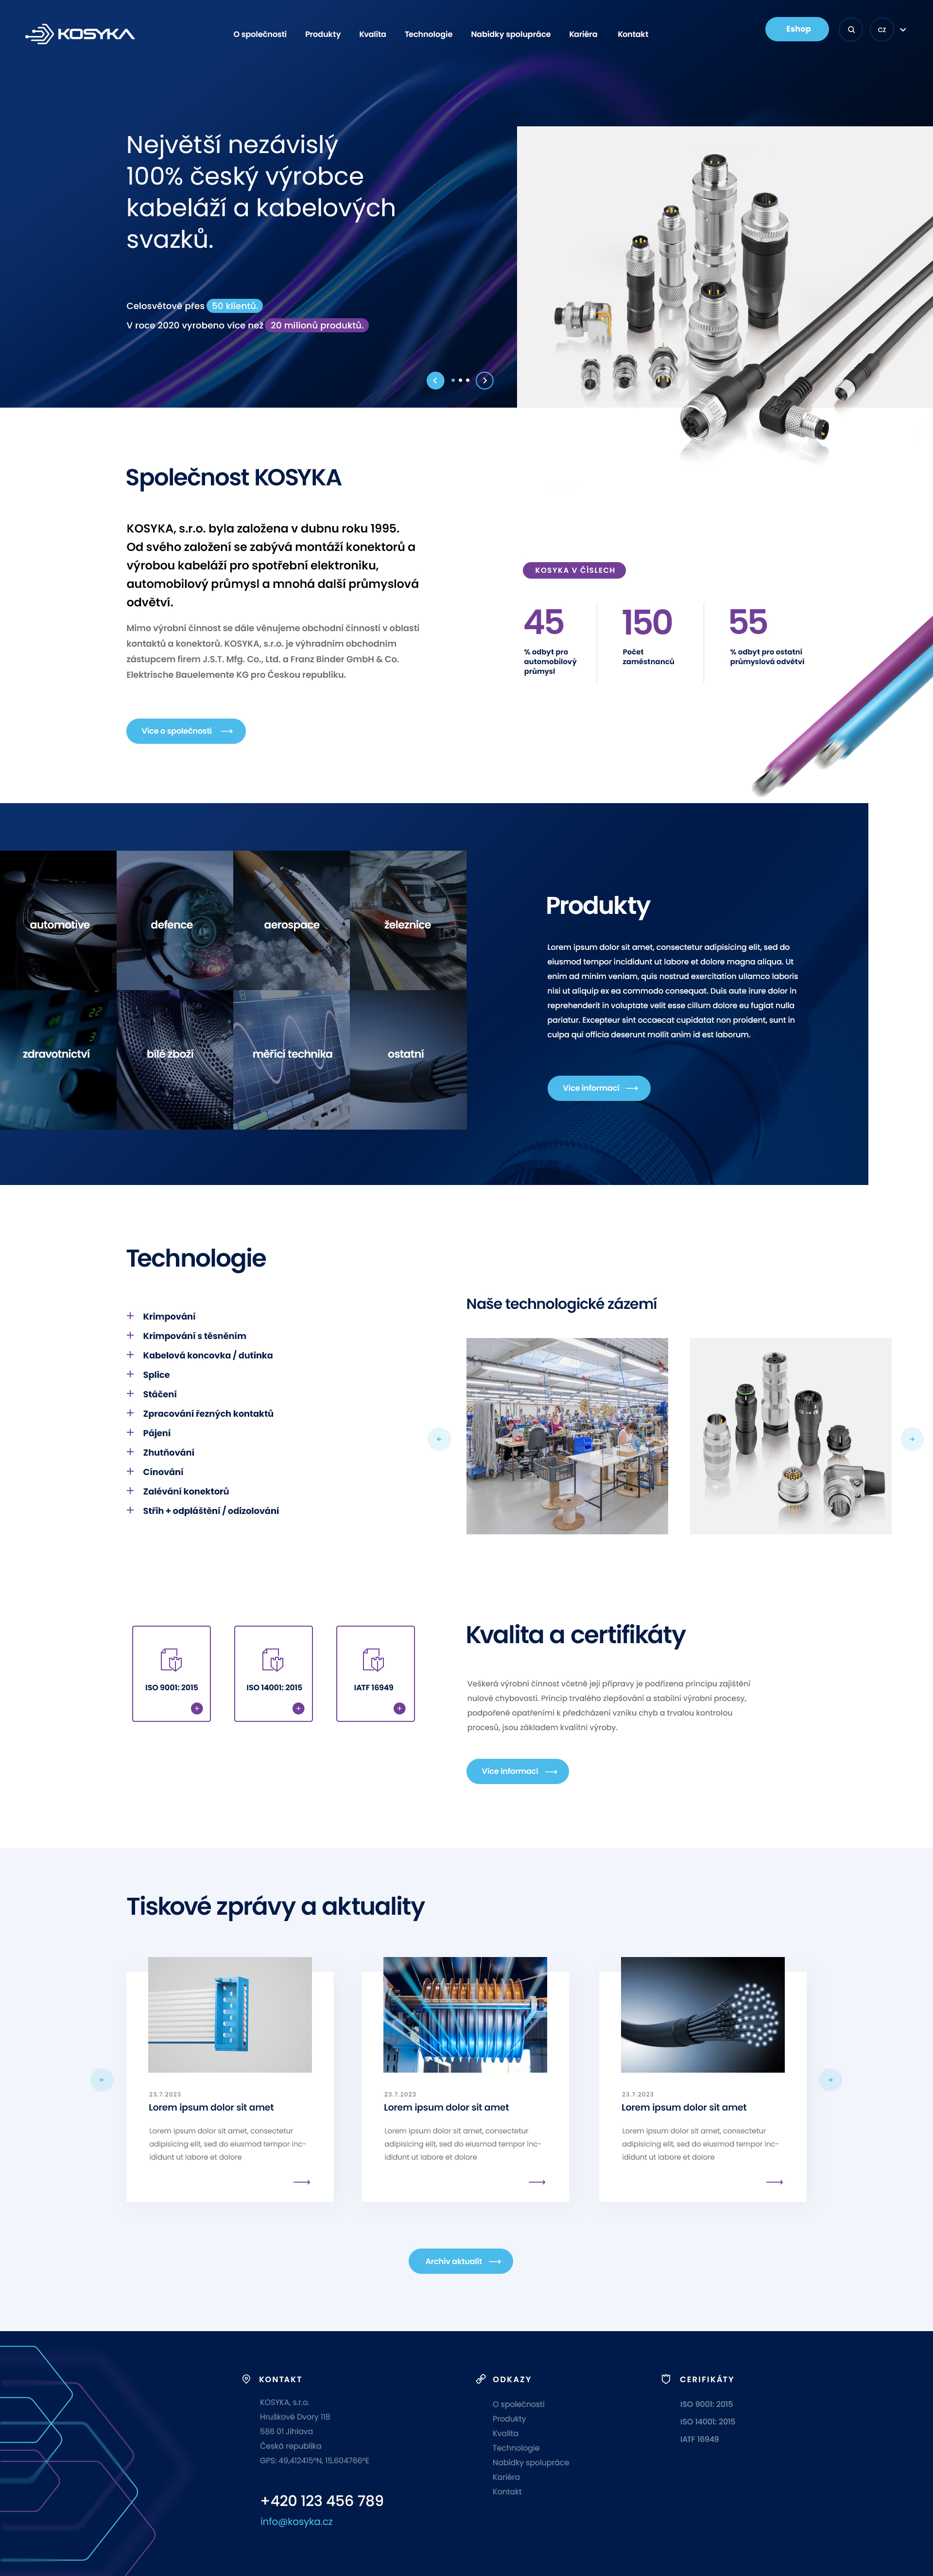 KOSYKA
O společnosti Produkty Kvalita Technologie Nabídky spolupráce Kariéra Kontakt
Eshop
CZ
Největší nezávislý
100% český výrobce
kabeláží a kabelových
svazků.
Celosvětově přes 50 klientů.
V roce 2020 vyrobeno více než 20 milionů produktů.
Společnost KOSYKA
KOSYKA, s.r.o. byla založena v dubnu roku 1995.
Od svého založení se zabývá montáží konektorů a
výrobou kabeláží pro spotřební elektroniku,
automobilový průmysl a mnohá další průmyslová
odvětví.
Mimo výrobní činnost se dále věnujeme obchodní činnosti v oblasti
kontaktů a konektorů. KOSYKA, s.r.o. je výhradním obchodním
zástupcem firem J.S.T. Mfg. Co., Ltd. a Franz Binder GmbH & Co.
Elektrische Bauelemente KG pro Českou republiku.
Více o společnosti
KOSYKA V ČÍSLECH
45
% odbyt pro
automobilový
průmysl
150
Počet
zaměstnanců
55
% odbyt pro ostatní
průmyslová odvětví
automotive
defence
aerospace
železnice
zdravotnictví
bílé zboží
měřící technika
ostatní
Produkty
Lorem ipsum dolor sit amet, consectetur adipisicing elit, sed do
eiusmod tempor incididunt ut labore et dolore magna aliqua. Ut
enim ad minim veniam, quis nostrud exercitation ullamco laboris
nisi ut aliquip ex ea commodo consequat. Duis aute irure dolor in
reprehenderit in voluptate velit esse cillum dolore eu fugiat nulla
pariatur. Excepteur sint occaecat cupidatat non proident, sunt in
culpa qui officia deserunt mollit anim id est laborum.
Více informací
Technologie
Krimpování
Krimpování s těsněním
Kabelová koncovka / dutinka
Splice
Stáčení
Zpracování řezných kontaktů
Pájení
Zhutňování
Cínování
Zalévání konektorů
Střih + odpláštění / odizolování
Naše technologické zázemí
ISO 9001: 2015
ISO 14001: 2015
IATF 16949
Kvalita a certifikáty
Veškerá výrobní činnost včetně její přípravy je podřízena principu zajištění
nulové chybovosti. Princip trvalého zlepšování a stabilní výrobní procesy,
podpořené opatřeními k předcházení vzniku chyb a trvalou kontrolou
procesů, jsou základem kvalitní výroby.
Více informací
Tiskové zprávy a aktuality
23.7.2023
Lorem ipsum dolor sit amet
Lorem ipsum dolor sit amet, consectetur
adipisicing elit, sed do eiusmod tempor inc-
ididunt ut labore et dolore
23.7.2023
Lorem ipsum dolor sit amet
Lorem ipsum dolor sit amet, consectetur
adipisicing elit, sed do eiusmod tempor inc-
ididunt ut labore et dolore
23.7.2023
Lorem ipsum dolor sit amet
Lorem ipsum dolor sit amet, consectetur
adipisicing elit, sed do eiusmod tempor inc-
ididunt ut labore et dolore
Archiv aktualit
KONTAKT
KOSYKA, s.r.o.
Hruškové Dvory 118
586 01 Jihlava
Česká republika
GPS: 49,412415°N, 15,604766°E
+420 123 456 789
info@kosyka.cz
ODKAZY
O společnosti
Produkty
Kvalita
Technologie
Nabídky spolupráce
Kariéra
Kontakt
CERIFIKÁTY
ISO 9001: 2015
ISO 14001: 2015
IATF 16949